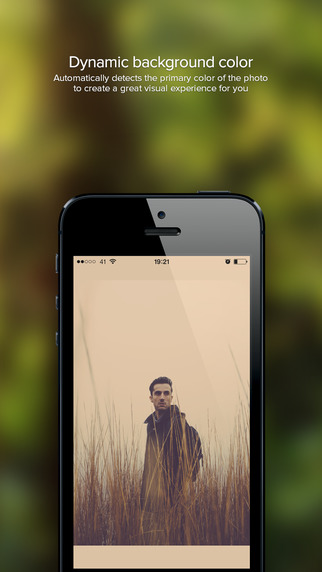 Dynamic background color
Automatically detects the primary color of the photo
to create a great visual experience for you
41 19:21